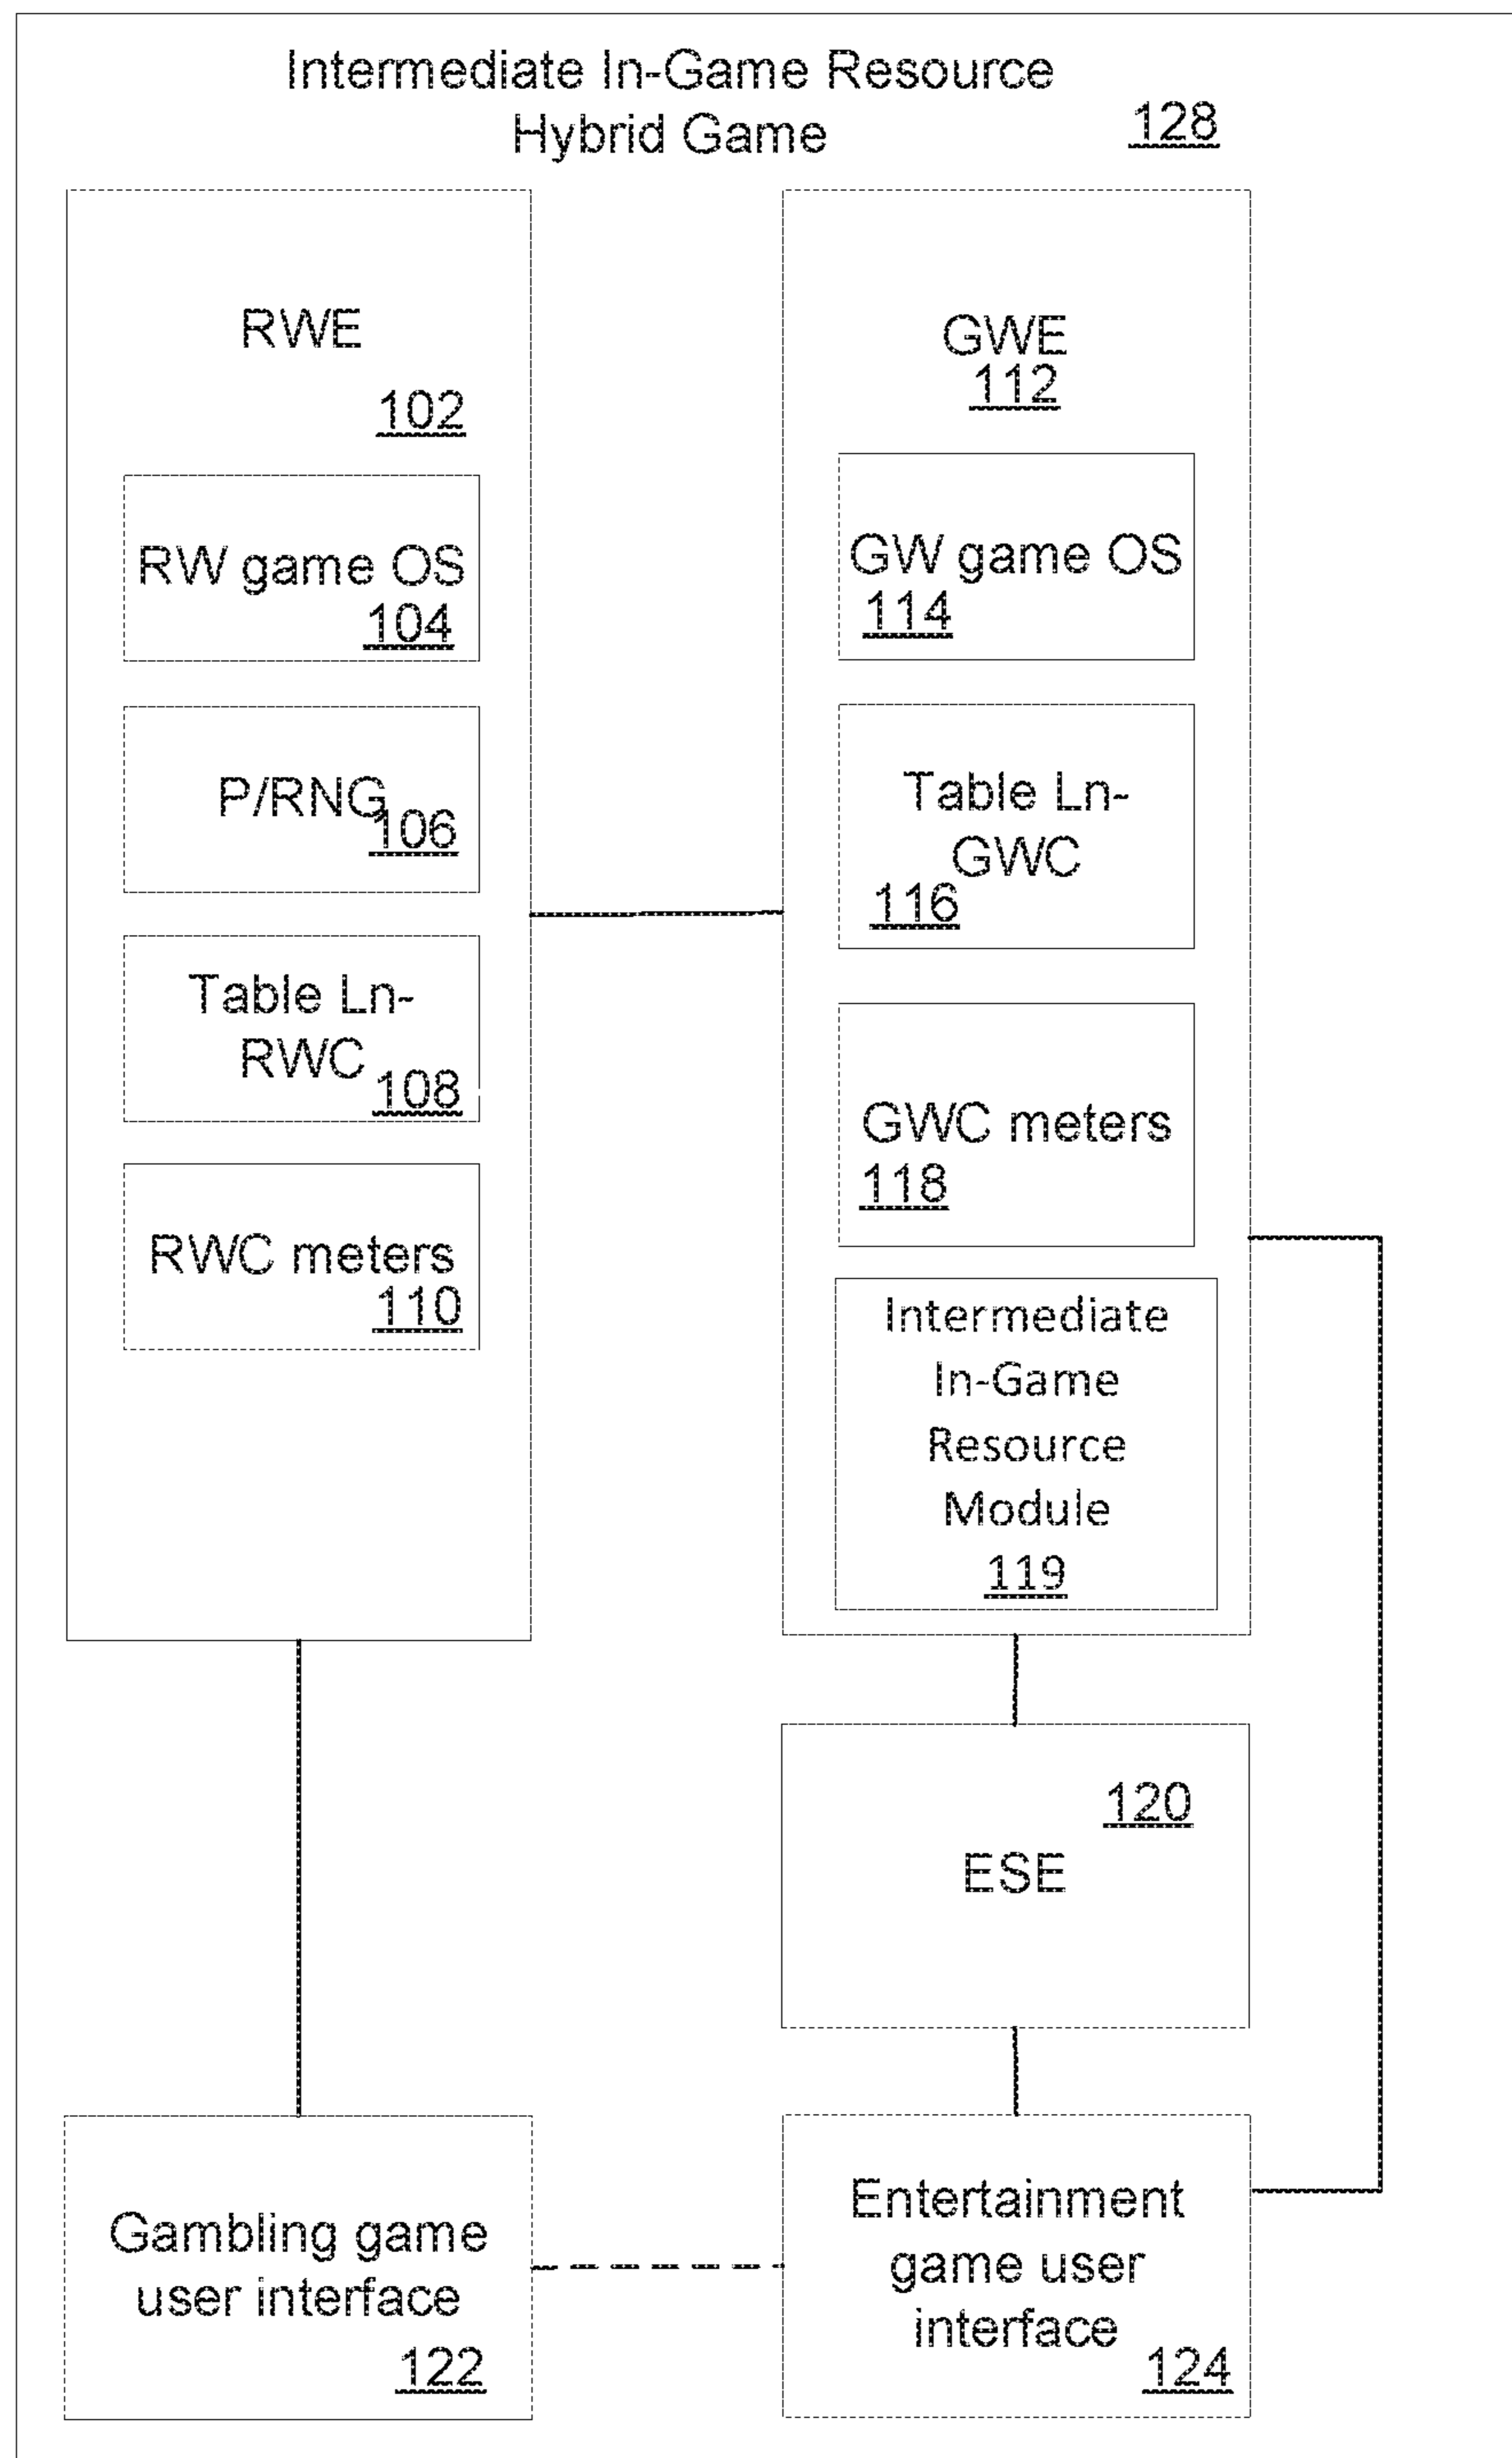 Intermediate In-Game Resource
Hybrid Game
128
RWE
102
RW game OS
104
P/RNG
106
Table Ln-
RWC
108
RWC meters
110
GWE
112
GW game OS
114
Table Ln-
GWC
116
GWC meters
118
Intermediate
In-Game
Resource
Module
119
120
ESE
Gambling game
user interface
122
Entertainment
game user
interface
124